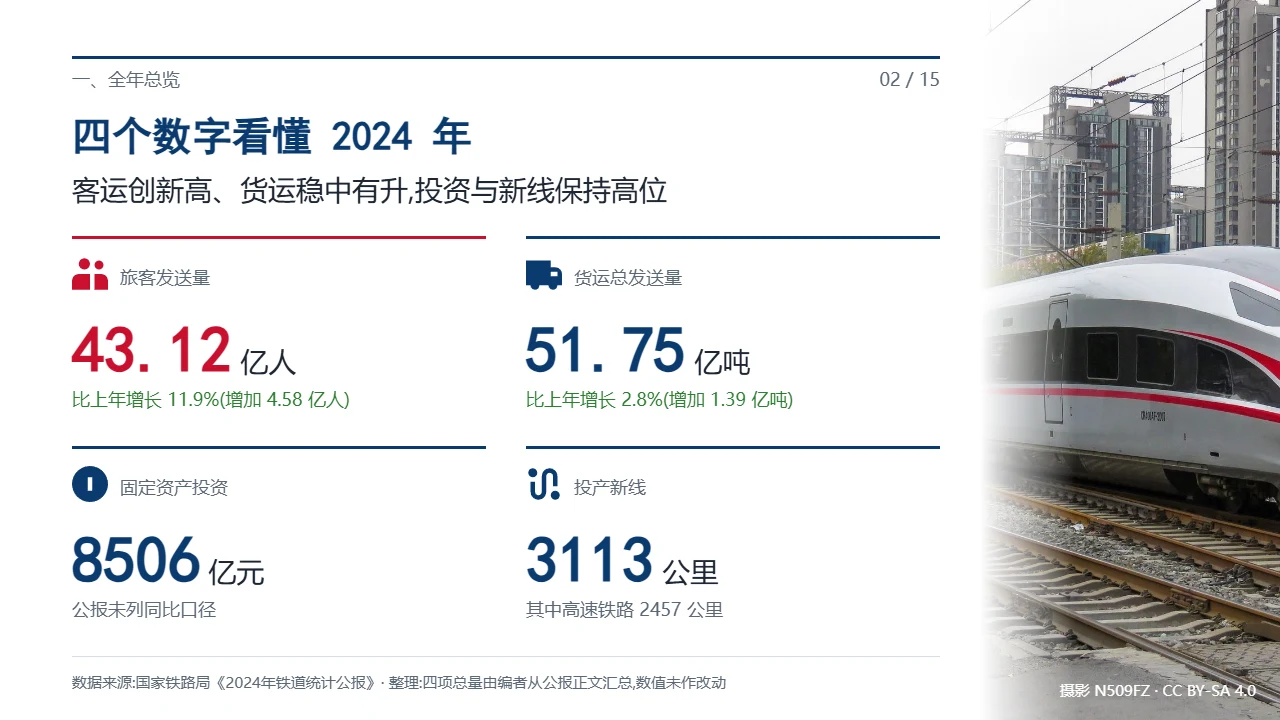 一、全年总览
02 / 15
四个数字看懂 2024 年
客运创新高、货运稳中有升,投资与新线保持高位
旅客发送量
43.12 亿人
比上年增长 11.9%(增加 4.58 亿人)
货运总发送量
51.75 亿吨
比上年增长 2.8%(增加 1.39 亿吨)
固定资产投资
8506 亿元
公报未列同比口径
投产新线
3113 公里
其中高速铁路 2457 公里
数据来源:国家铁路局《2024年铁道统计公报》· 整理:四项总量由编者从公报正文汇总,数值未作改动
摄影 N509FZ · CC BY-SA 4.0